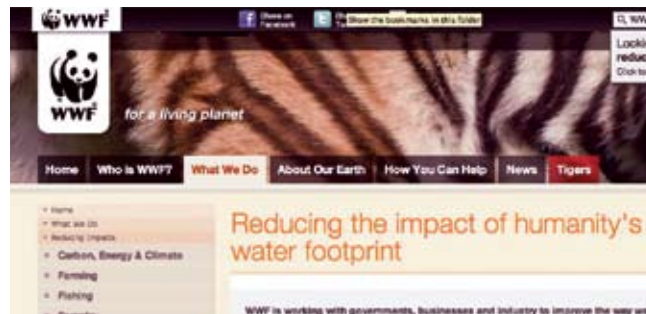 WWF
Share on Facebook
Show the bookmarks in this folder
WWF
for a living planet
reduc
Click to
Home Who is WWF? What We Do About Our Earth How You Can Help News Tigers
Home
What we Do
Reducing Impacts
Carbon, Energy & Climate
Farming
Fishing
Reducing the impact of humanity's
water footprint
WWF is working with governments, businesses and industry to improve the way